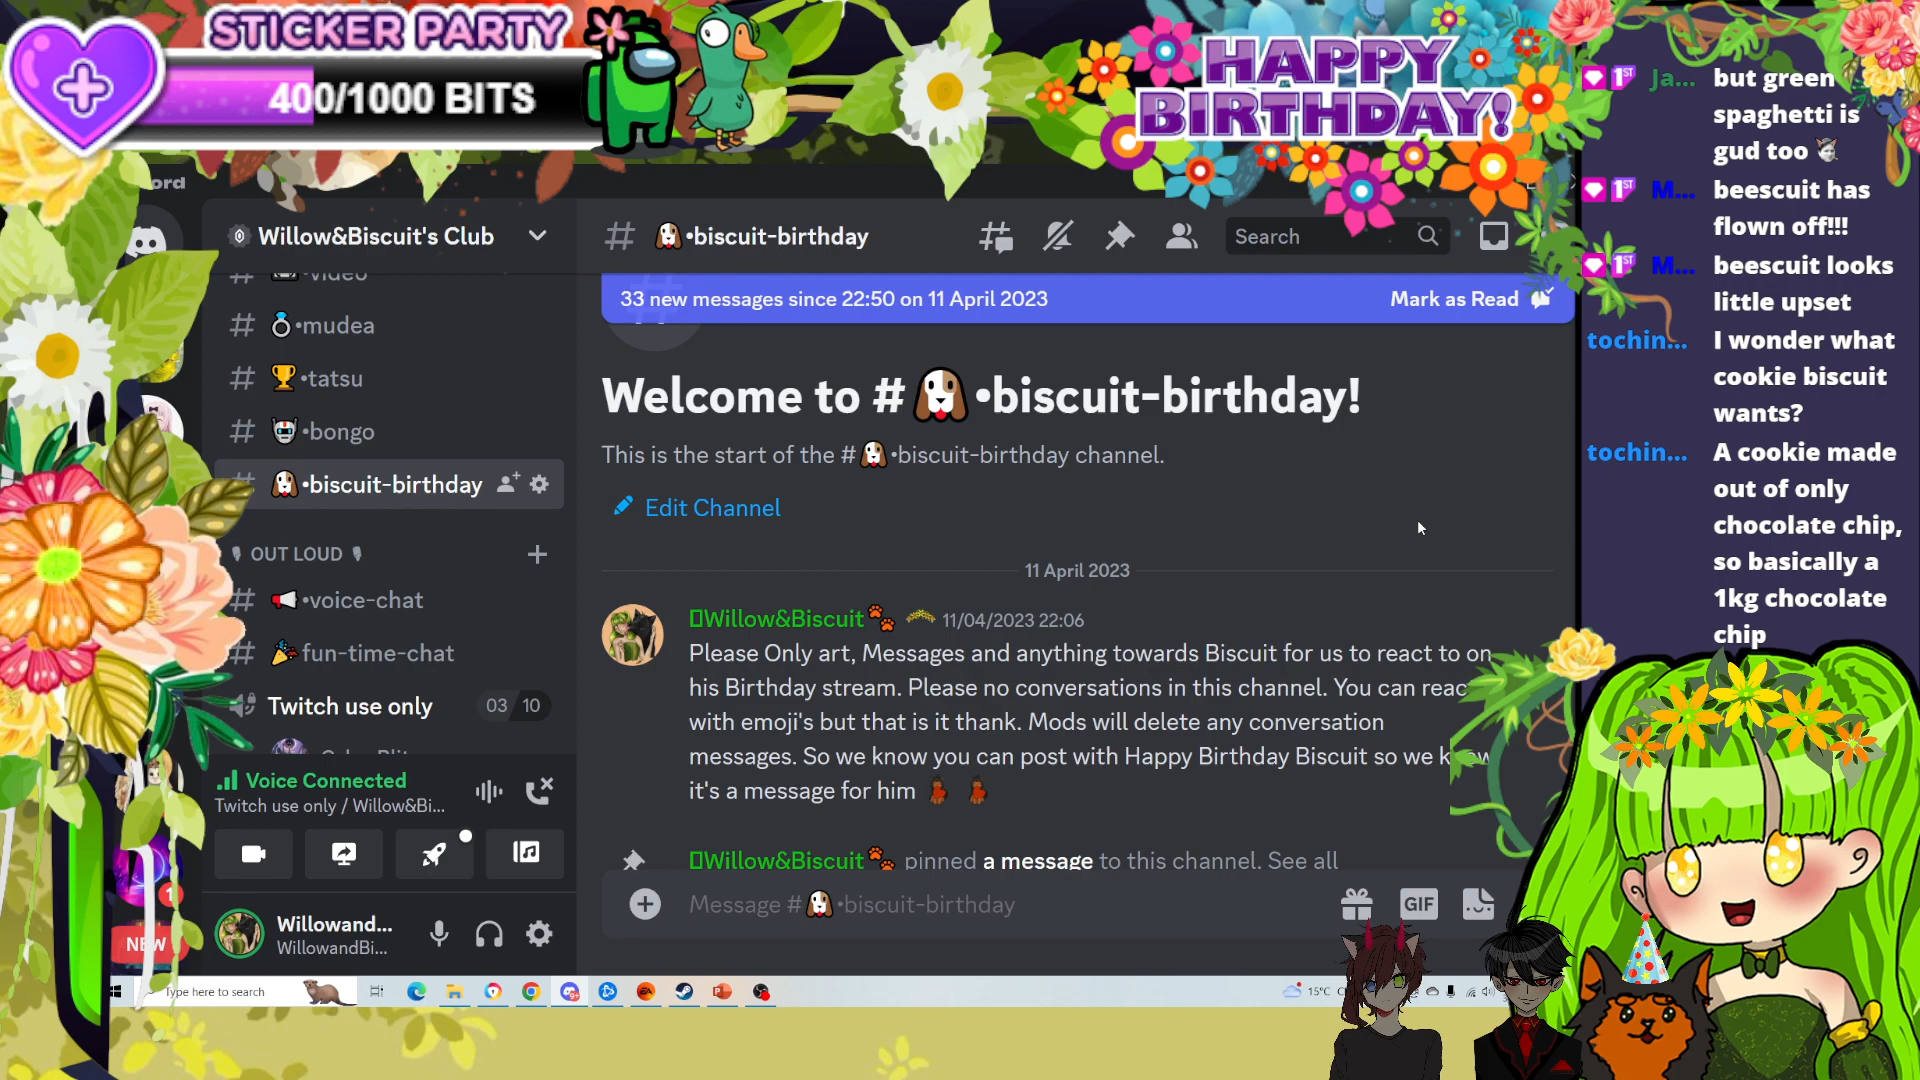 STICKER PARTY
400/1000 BITS
HAPPY
BIRTHDAY!
ord
Willow&Biscuit's Club
•video
•mudea
•tatsu
•bongo
•biscuit-birthday
OUT LOUD
•voice-chat
fun-time-chat
Twitch use only
03 10
Voice Connected
Twitch use only / Willow&Bi...
1
NEW
Willowand...
WillowandBi...
•biscuit-birthday
Search
33 new messages since 22:50 on 11 April 2023
Mark as Read
Welcome to # •biscuit-birthday!
This is the start of the # •biscuit-birthday channel.
Edit Channel
11 April 2023
Willow&Biscuit 11/04/2023 22:06
Please Only art, Messages and anything towards Biscuit for us to react to on
his Birthday stream. Please no conversations in this channel. You can reac
with emoji's but that is it thank. Mods will delete any conversation
messages. So we know you can post with Happy Birthday Biscuit so we know
it's a message for him
Willow&Biscuit pinned a message to this channel. See all
Message # •biscuit-birthday
GIF
Type here to search
15°C
1ST Ja... but green
spaghetti is
gud too
1ST M... beescuit has
flown off!!!
1ST M... beescuit looks
little upset
tochin... I wonder what
cookie biscuit
wants?
tochin... A cookie made
out of only
chocolate chip,
so basically a
1kg chocolate
chip